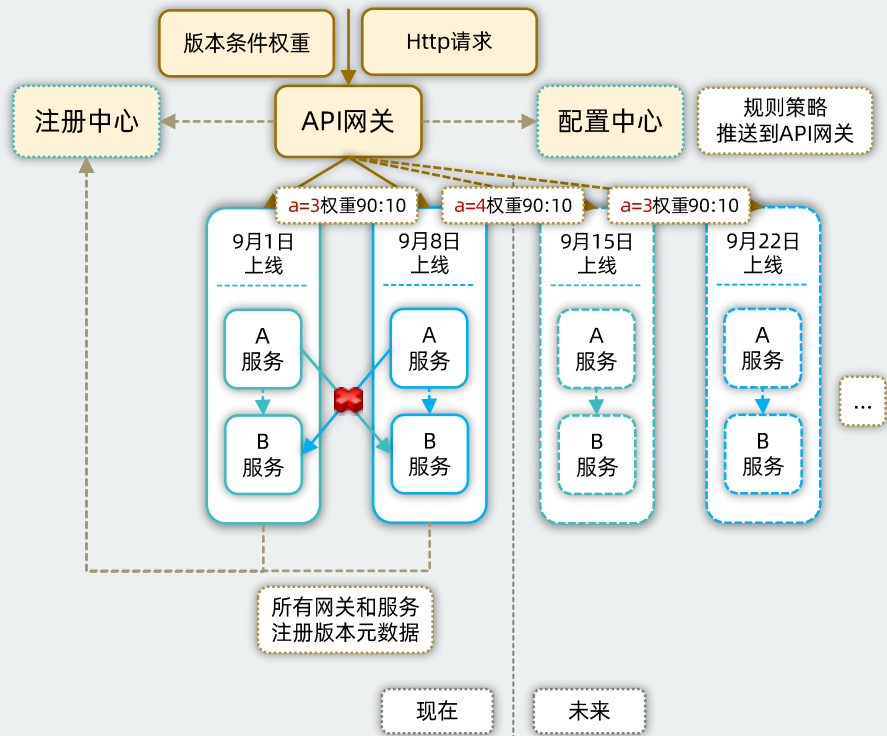 版本条件权重
Http请求
注册中心
API网关
配置中心
规则策略
推送到API网关
a=3权重90:10
a=4权重90:10
a=3权重90:10
9月1日
上线
9月8日
上线
9月15日
上线
9月22日
上线
A
服务
A
服务
A
服务
A
服务
...
B
服务
B
服务
B
服务
B
服务
所有网关和服务
注册版本元数据
现在
未来